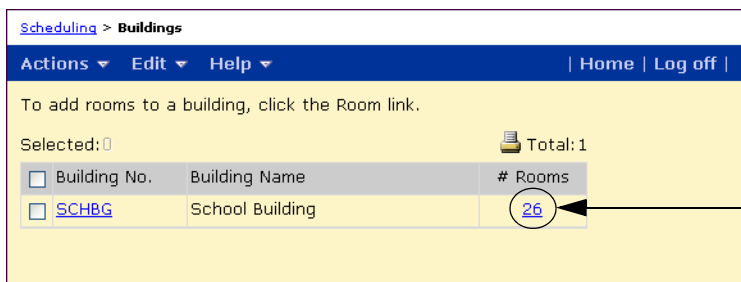 Scheduling > Buildings
Actions Edit Help | Home | Log off |
To add rooms to a building, click the Room link.
Selected: 0 Total: 1
Building No. Building Name # Rooms
SCHBG School Building 26